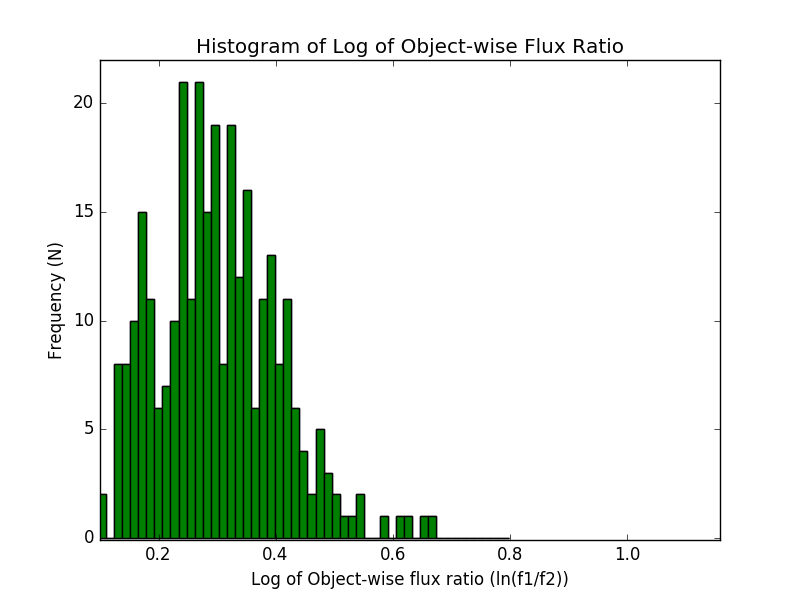 Histogram of Log of Object-wise Flux Ratio
Frequency (N)
20
15
10
5
0
0.2 0.4 0.6 0.8 1.0
Log of Object-wise flux ratio (ln(f1/f2))